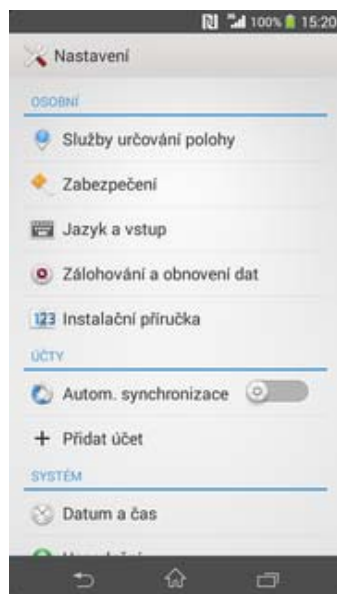 100% 15:20
Nastavení
OSOBNÍ
Služby určování polohy
Zabezpečení
Jazyk a vstup
Zálohování a obnovení dat
123 Instalační příručka
ÚČTY
Autom. synchronizace
Přidat účet
SYSTÉM
Datum a čas